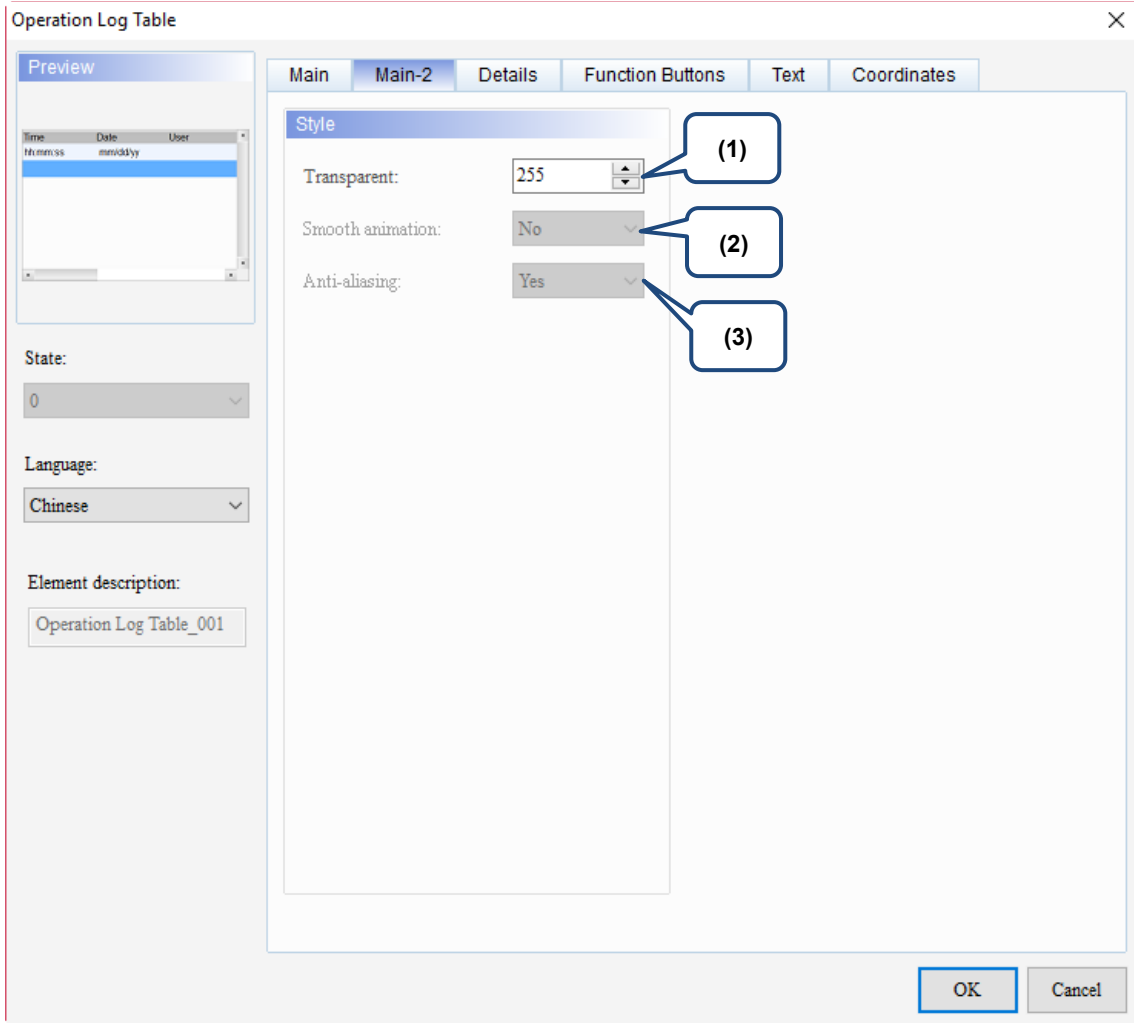 Operation Log Table
Preview
Time Date User
hh:mm:ss mm/dd/yy
State:
0
Language:
Chinese
Element description:
Operation Log Table_001
Main Main-2 Details Function Buttons Text Coordinates
Style
Transparent: 255
(1)
Smooth animation: No
(2)
Anti-aliasing: Yes
(3)
OK Cancel